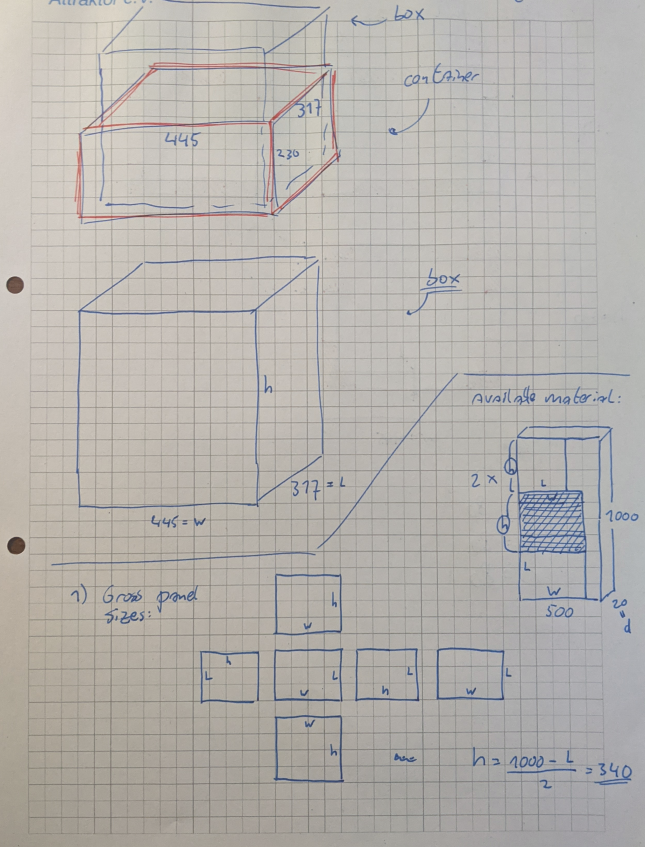 Attraktor e.V.
box
container
317
445
230
box
h
317 = L
445 = W
Available material:
2 x
h
L
L
h
1000
L
W
500
20
d
1) Gross panel
sizes:
h
w
h
L
L
w
L
h
L
w
w
h
h = 1000 - L
2
= 340